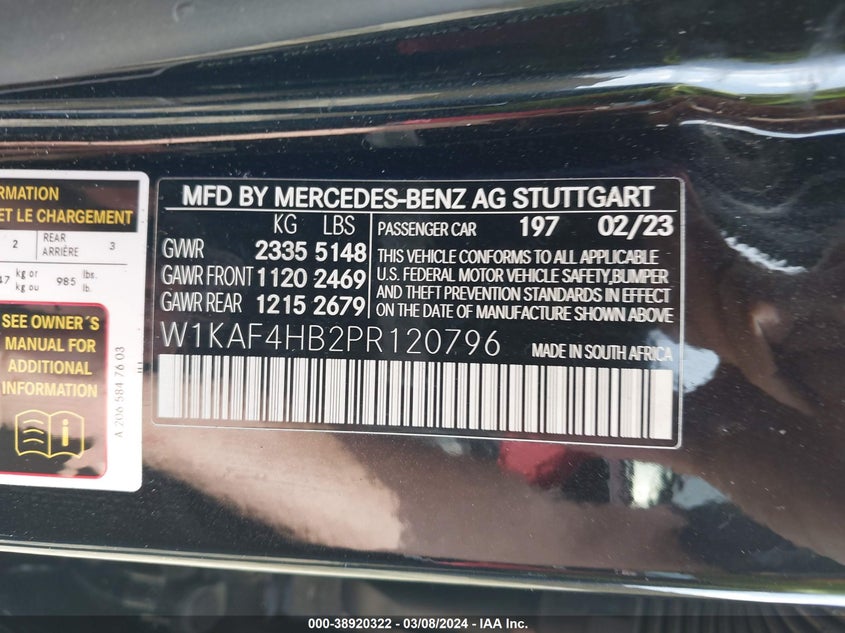 RMATION
ET LE CHARGEMENT
2 REAR ARRIÈRE 3
kg or kg ou 985 lbs. lb.
SEE OWNER´S
MANUAL FOR
ADDITIONAL
INFORMATION
A 206 584 76 03
MFD BY MERCEDES-BENZ AG STUTTGART
KG LBS
GVWR 2335 5148
GAWR FRONT 1120 2469
GAWR REAR 1215 2679
PASSENGER CAR 197 02/23
THIS VEHICLE CONFORMS TO ALL APPLICABLE
U.S. FEDERAL MOTOR VEHICLE SAFETY,BUMPER
AND THEFT PREVENTION STANDARDS IN EFFECT
ON THE DATE OF MANUFACTURE SHOWN ABOVE
W1KAF4HB2PR120796
MADE IN SOUTH AFRICA
000-38920322 - 03/08/2024 - IAA Inc.